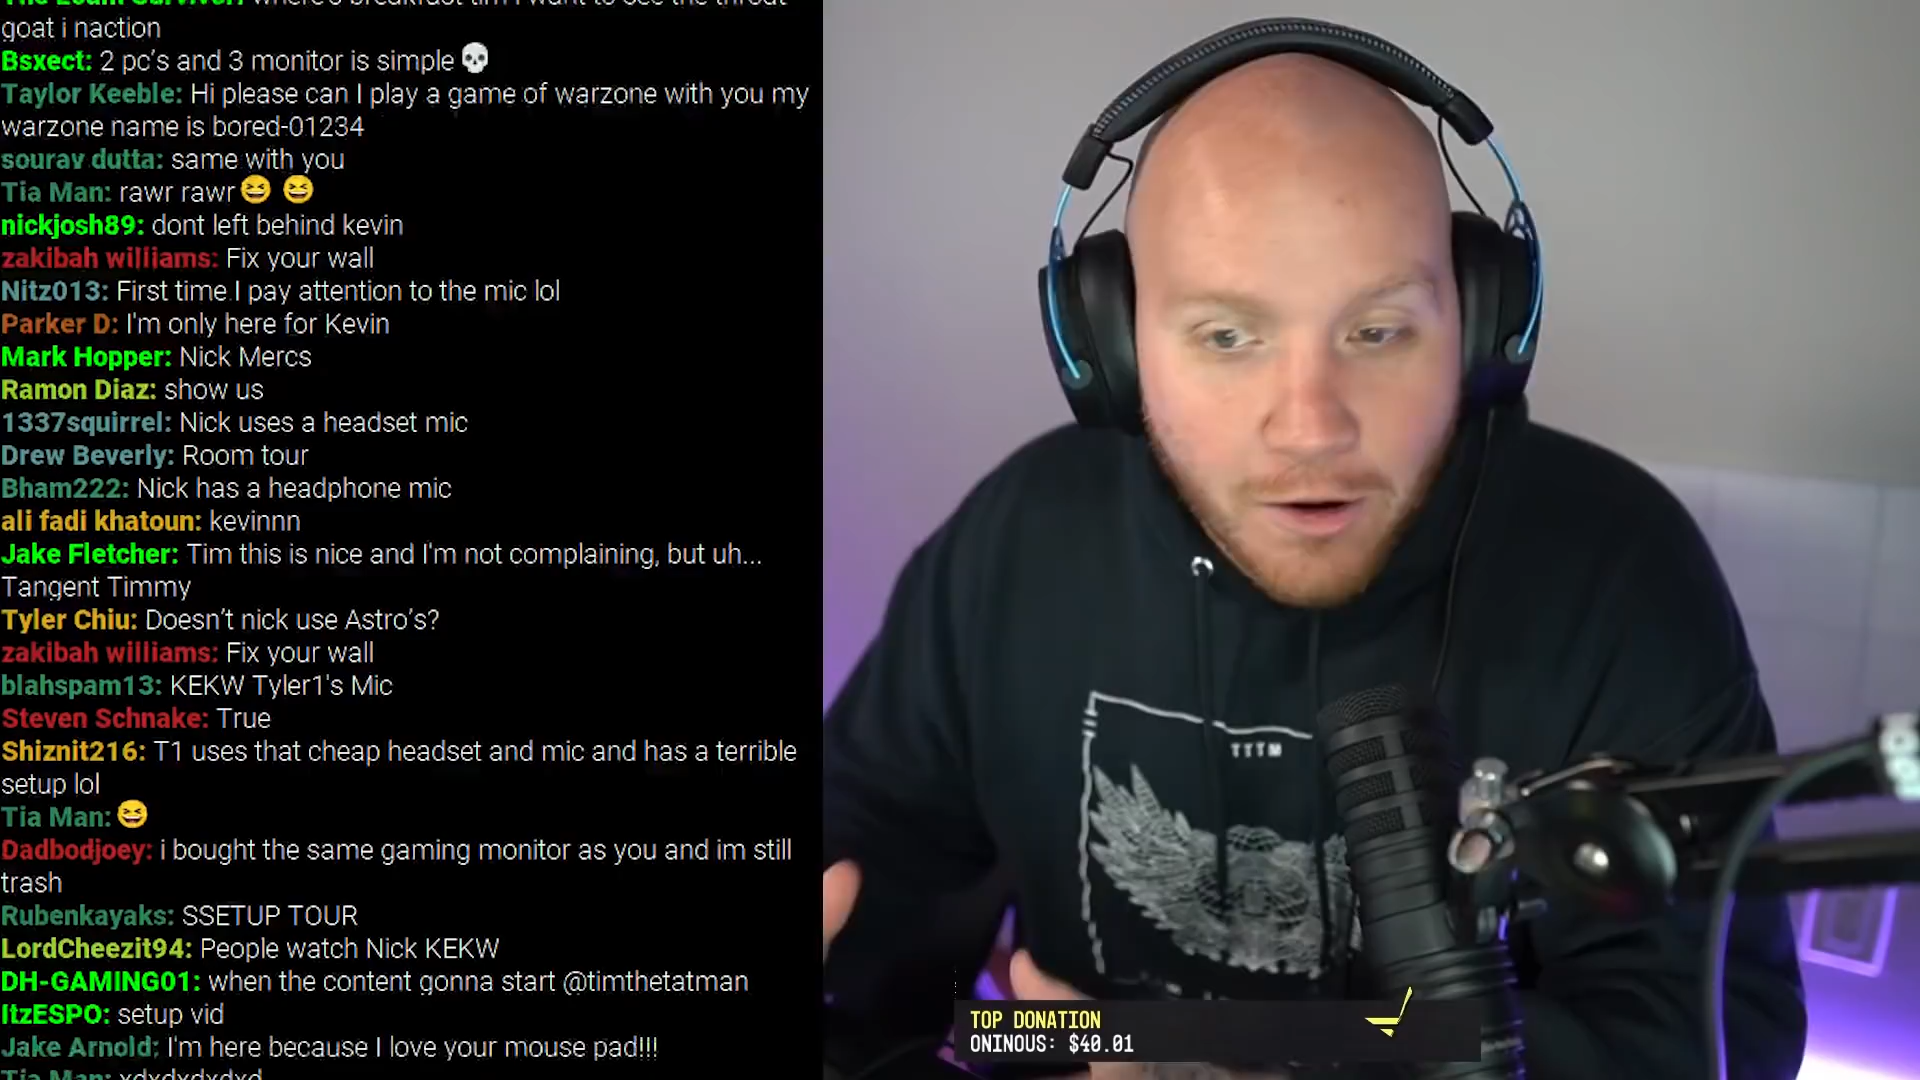 goat i naction
Bsxect: 2 pc's and 3 monitor is simple💀
Taylor Keeble: Hi please can I play a game of warzone with you my
warzone name is bored-01234
sourav dutta: same with you
Tia Man: rawr rawr😆 😆
nickjosh89: dont left behind kevin
zakibah williams: Fix your wall
Nitz013: First time I pay attention to the mic lol
Parker D: I'm only here for Kevin
Mark Hopper: Nick Mercs
Ramon Diaz: show us
1337squirrel: Nick uses a headset mic
Drew Beverly: Room tour
Bham222: Nick has a headphone mic
ali fadi khatoun: kevinnn
Jake Fletcher: Tim this is nice and I'm not complaining, but uh...
Tangent Timmy
Tyler Chiu: Doesn't nick use Astro's?
zakibah williams: Fix your wall
blahspam13: KEKW Tyler1's Mic
Steven Schnake: True
Shiznit216: T1 uses that cheap headset and mic and has a terrible
setup lol
Tia Man: 😆
Dadbodjoey: i bought the same gaming monitor as you and im still
trash
Rubenkayaks: SSETUP TOUR
LordCheezit94: People watch Nick KEKW
DH-GAMING01: when the content gonna start @timthetatman
ItzESPO: setup vid
Jake Arnold: I'm here because I love your mouse pad!!!
Tia Man: xdxdxdxdxd
TTTM
TOP DONATION
ONINOUS: $40.01